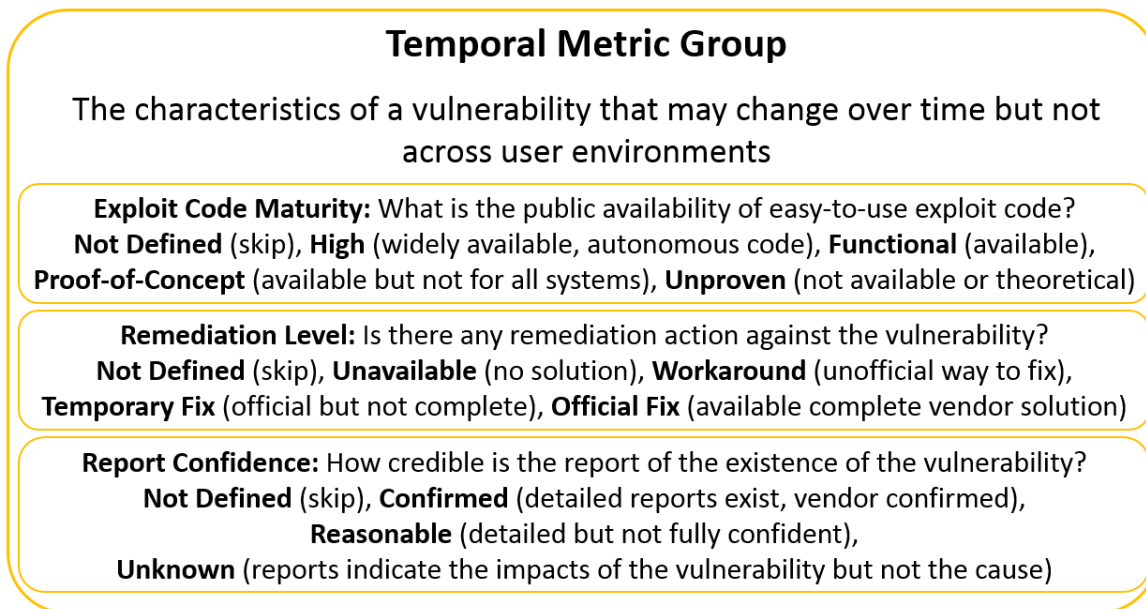 Temporal Metric Group
The characteristics of a vulnerability that may change over time but not
across user environments
Exploit Code Maturity: What is the public availability of easy-to-use exploit code?
Not Defined (skip), High (widely available, autonomous code), Functional (available),
Proof-of-Concept (available but not for all systems), Unproven (not available or theoretical)
Remediation Level: Is there any remediation action against the vulnerability?
Not Defined (skip), Unavailable (no solution), Workaround (unofficial way to fix),
Temporary Fix (official but not complete), Official Fix (available complete vendor solution)
Report Confidence: How credible is the report of the existence of the vulnerability?
Not Defined (skip), Confirmed (detailed reports exist, vendor confirmed),
Reasonable (detailed but not fully confident),
Unknown (reports indicate the impacts of the vulnerability but not the cause)